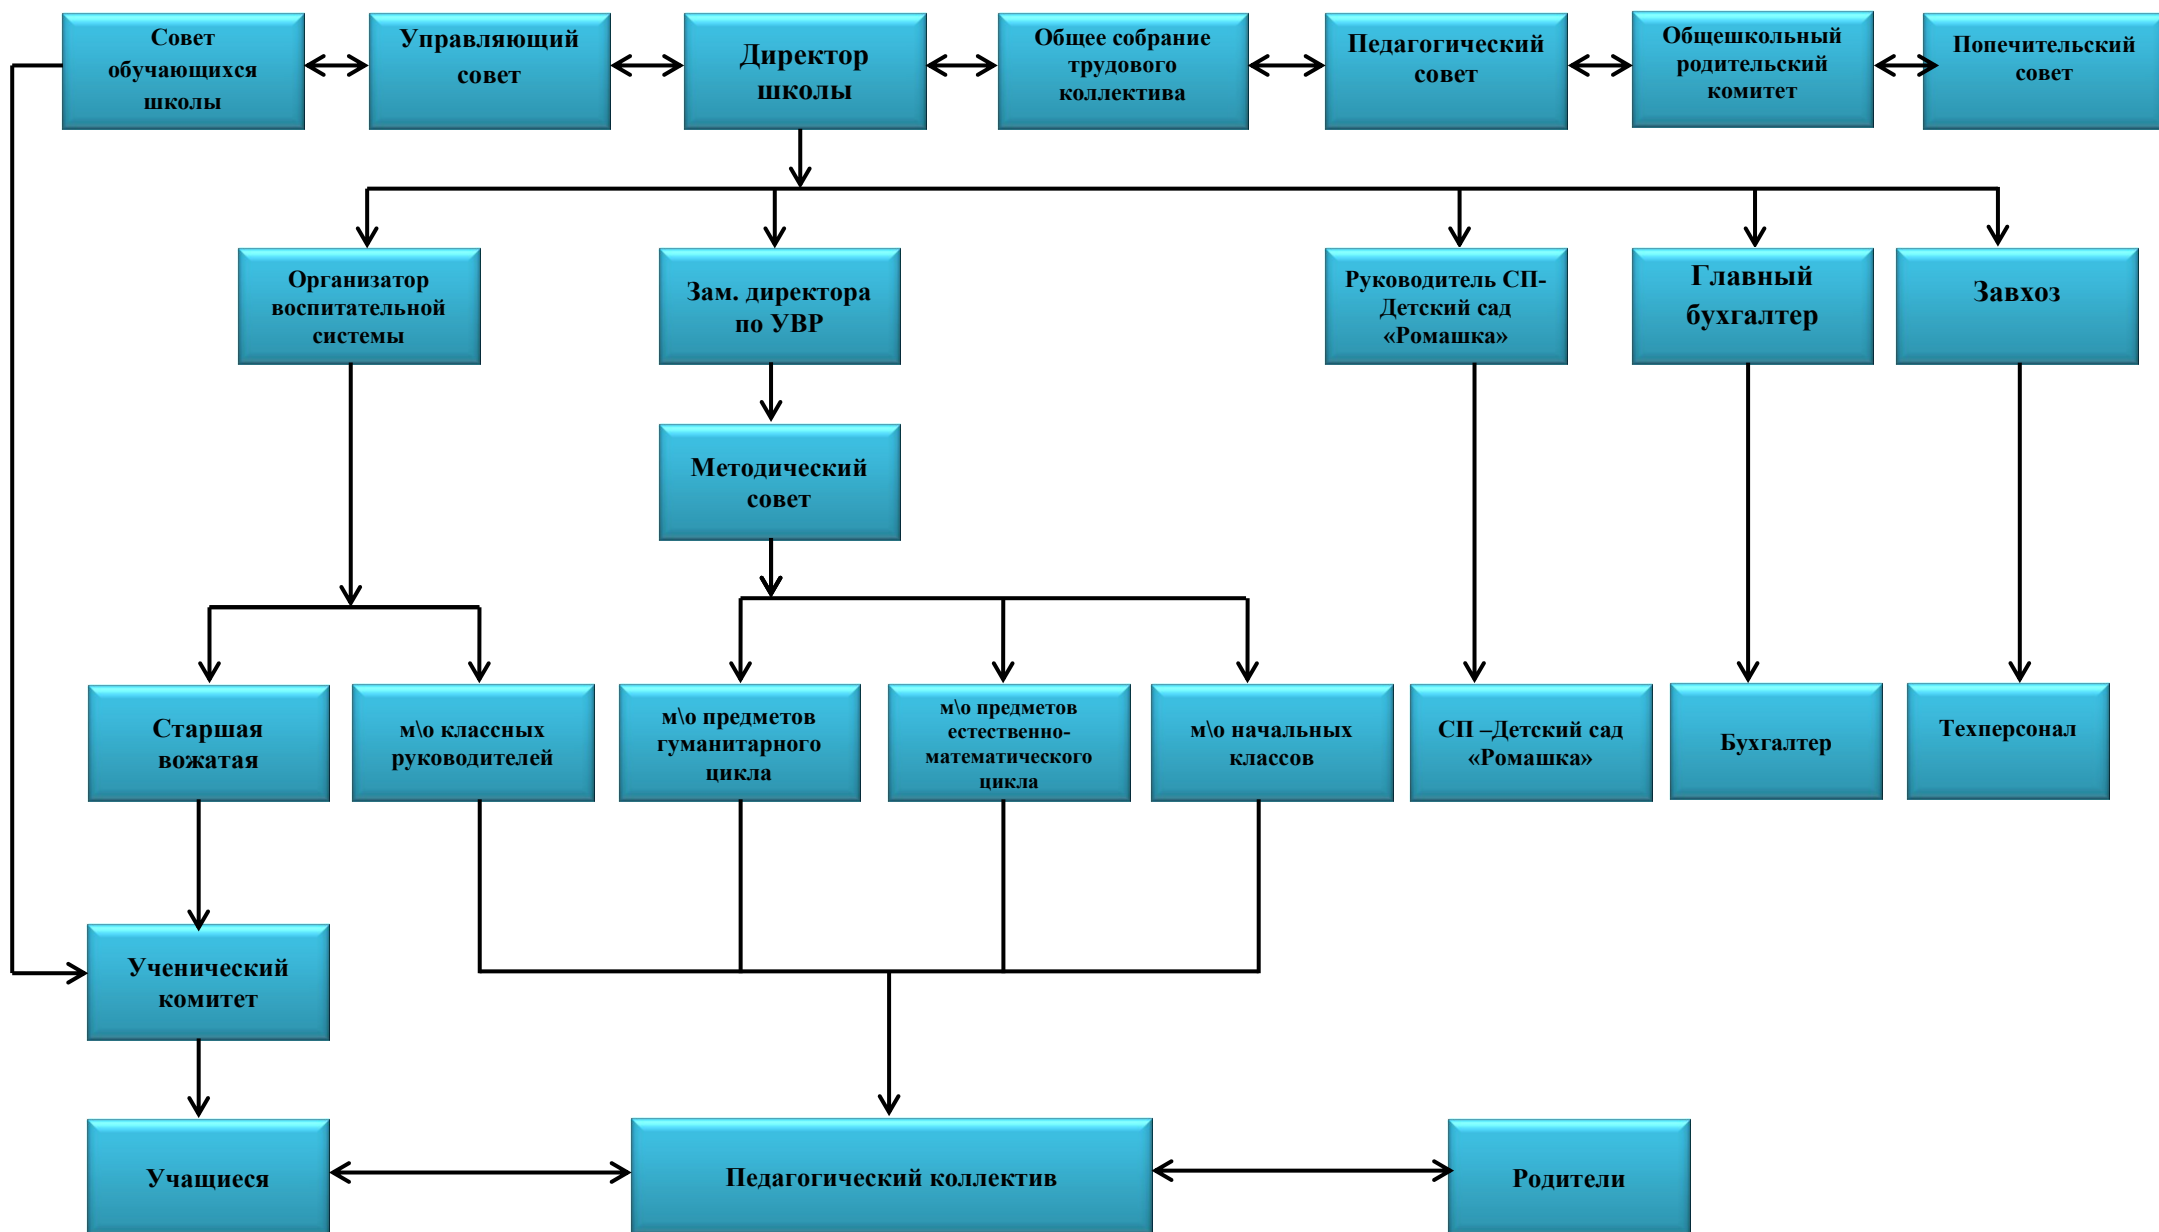 Совет
обучающихся
школы
Управляющий
совет
Директор
школы
Общее собрание
трудового
коллектива
Педагогический
совет
Общешкольный
родительский
комитет
Попечительский
совет
Организатор
воспитательной
системы
Зам. директора
по УВР
Руководитель СП-
Детский сад
«Ромашка»
Главный
бухгалтер
Завхоз
Методический
совет
Старшая
вожатая
м\о классных
руководителей
м\о предметов
гуманитарного
цикла
м\о предметов
естественно-
математического
цикла
м\о начальных
классов
СП –Детский сад
«Ромашка»
Бухгалтер
Техперсонал
Ученический
комитет
Учащиеся
Педагогический коллектив
Родители